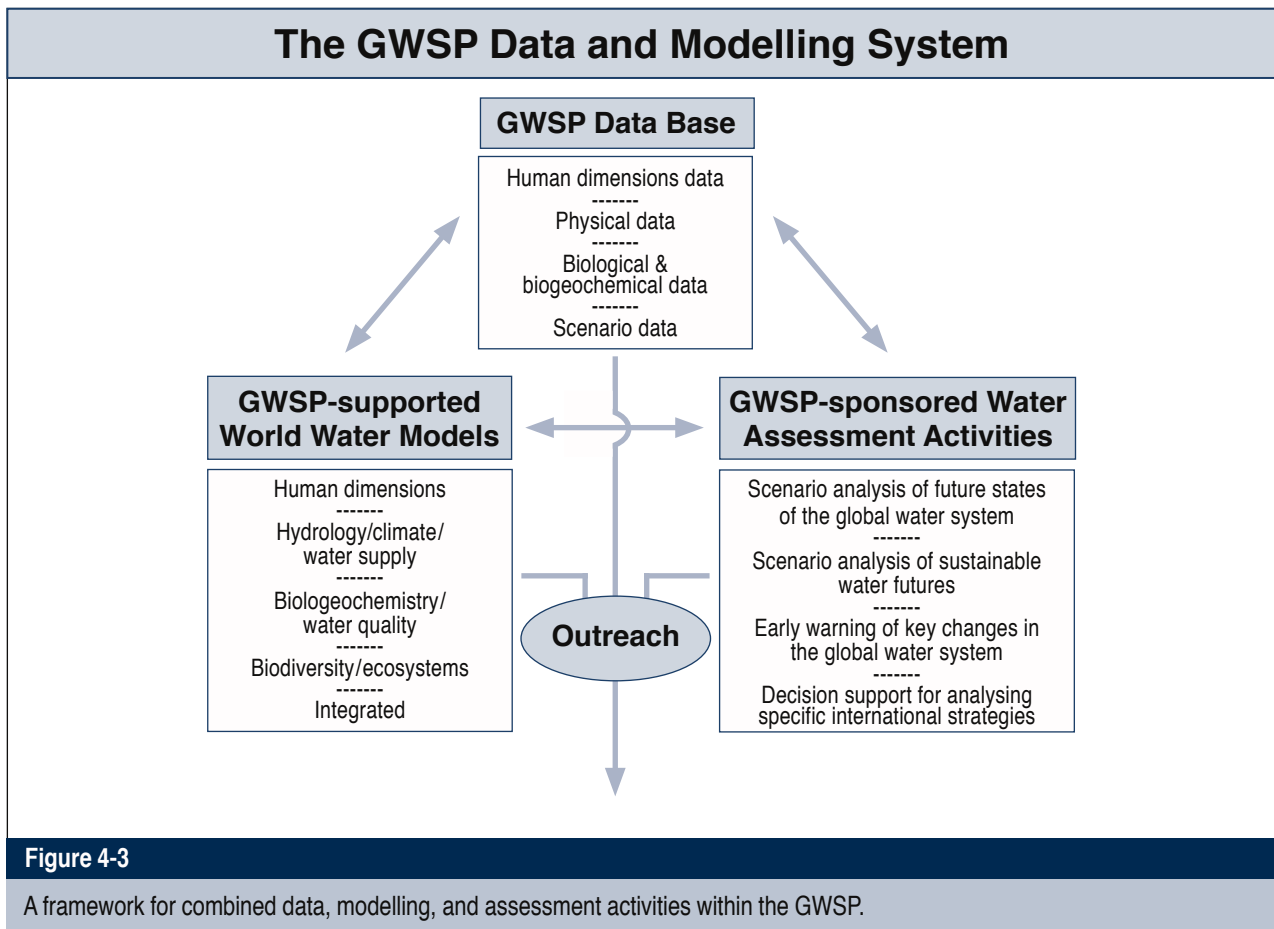 The GWSP Data and Modelling System
GWSP Data Base
Human dimensions data
-------
Physical data
-------
Biological &
biogeochemical data
-------
Scenario data
GWSP-supported
World Water Models
Human dimensions
-------
Hydrology/climate/
water supply
-------
Biologeochemistry/
water quality
-------
Biodiversity/ecosystems
-------
Integrated
GWSP-sponsored Water
Assessment Activities
Scenario analysis of future states
of the global water system
-------
Scenario analysis of sustainable
water futures
-------
Early warning of key changes in
the global water system
-------
Decision support for analysing
specific international strategies
Outreach
Figure 4-3
A framework for combined data, modelling, and assessment activities within the GWSP.